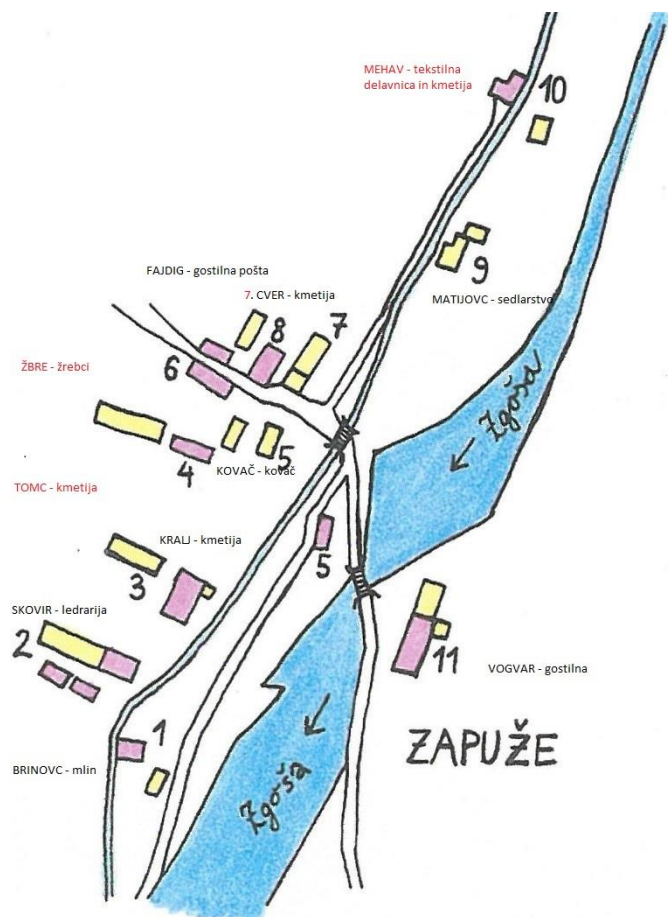 MEHAV - tekstilna
delavnica in kmetija
10
9
MATIJOVC - sedlarstvo
FAJDIG - gostilna pošta
7. CVER - kmetija
8
7
6
ŽBRE - žrebci
Zgoša
4
5
KOVAČ - kovač
TOMC - kmetija
KRALJ - kmetija
3
5
SKOVIR - ledrarija
2
11
VOGVAR - gostilna
1
ZAPUŽE
BRINOVC - mlin
Zgoša